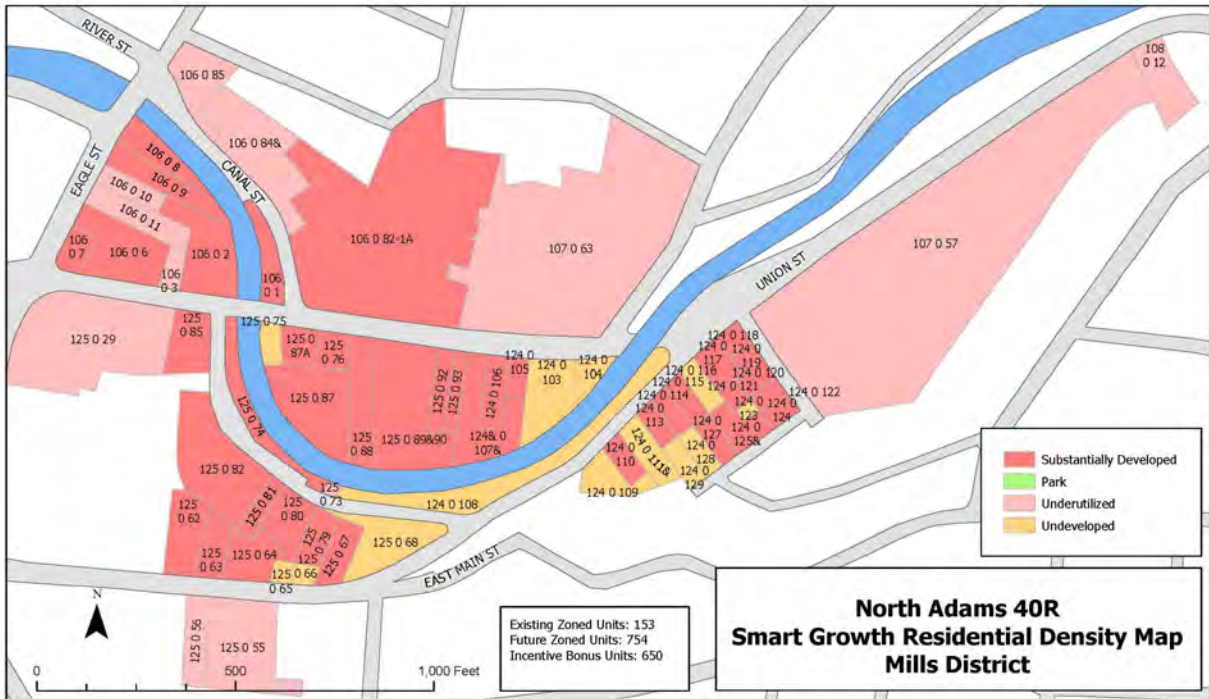 RIVER ST
106 0 85
108
0 12
106 0 84&
EAGLE ST
CANAL ST
106 0 8
106 0 9
106 0 10
106 0 11
106 0 82-1A
107 0 63
107 0 57
106
0 7
106 0 6
106 0 2
106
0 3
106
0 1
UNION ST
125 0 29
125
0 85
125 0 75
125 0
87A
125
0 76
124 0
105
124 0
103
124 0
104
124 0 118
124 0
117
124 0
119
124 0 116
124 0 120
124 0 115
124 0
121
124 0 114
124 0 122
124 0
113
124 0
123
124 0
124
125 0 74
125 0 87
125
0 88
125 0 89&90
125 0 92
125 0 93
124 0 106
124& 0
107&
124 0
127
124 0
125&
124 0
110
124 0 111&
124 0
128
124 0
129
124 0 109
125 0 82
125
0 73
124 0 108
125
0 62
125 0 81
125
0 80
125
0 79
125 0 67
125 0 68
125
0 63
125 0 64
125 0 66
125
0 65
EAST MAIN ST
125 0 56
125 0 55
N
0
500
1,000 Feet
Substantially Developed
Park
Underutilized
Undeveloped
Existing Zoned Units: 153
Future Zoned Units: 754
Incentive Bonus Units: 650
North Adams 40R
Smart Growth Residential Density Map
Mills District